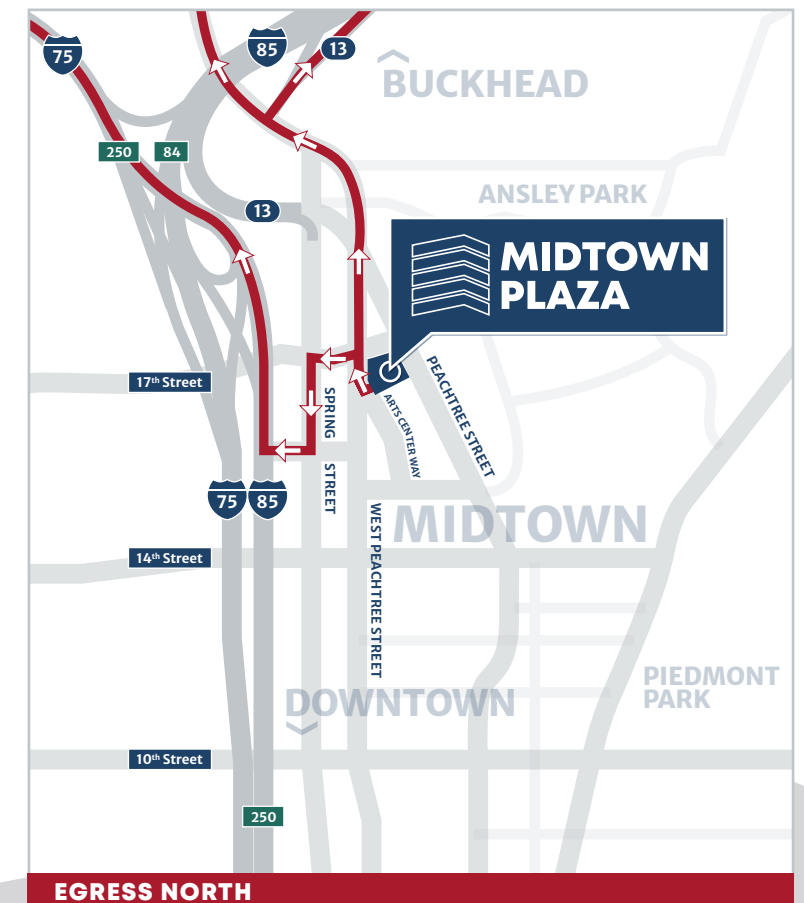 75
85
13
BUCKHEAD
250
84
ANSLEY PARK
13
MIDTOWN
PLAZA
17th Street
PEACHTREE STREET
ARTS CENTER WAY
SPRING STREET
75
85
WEST PEACHTREE STREET
MIDTOWN
14th Street
PIEDMONT
PARK
DOWNTOWN
10th Street
250
EGRESS NORTH